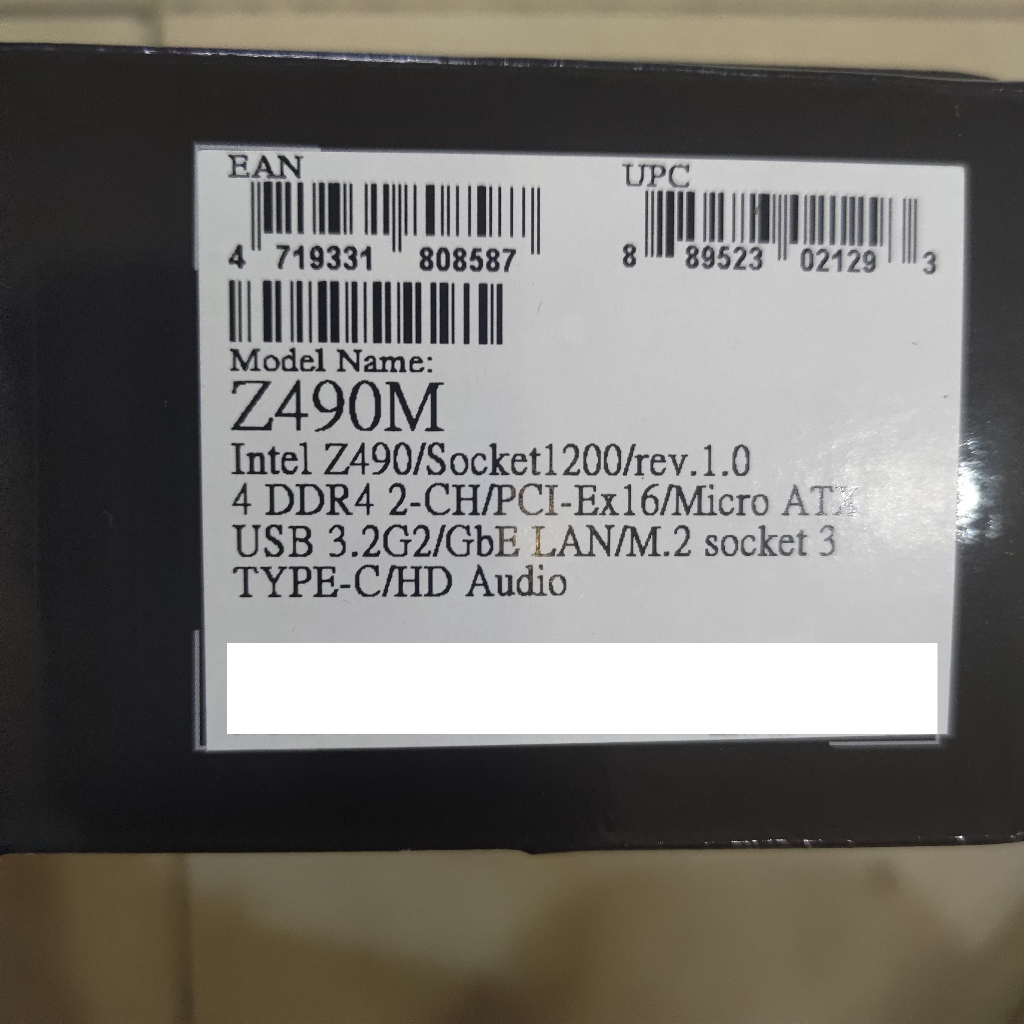 EAN
UPC
4 719331 808587
8 89523 02129 3
Model Name:
Z490M
Intel Z490/Socket1200/rev.1.0
4 DDR4 2-CH/PCI-Ex16/Micro ATX
USB 3.2G2/GbE LAN/M.2 socket 3
TYPE-C/HD Audio